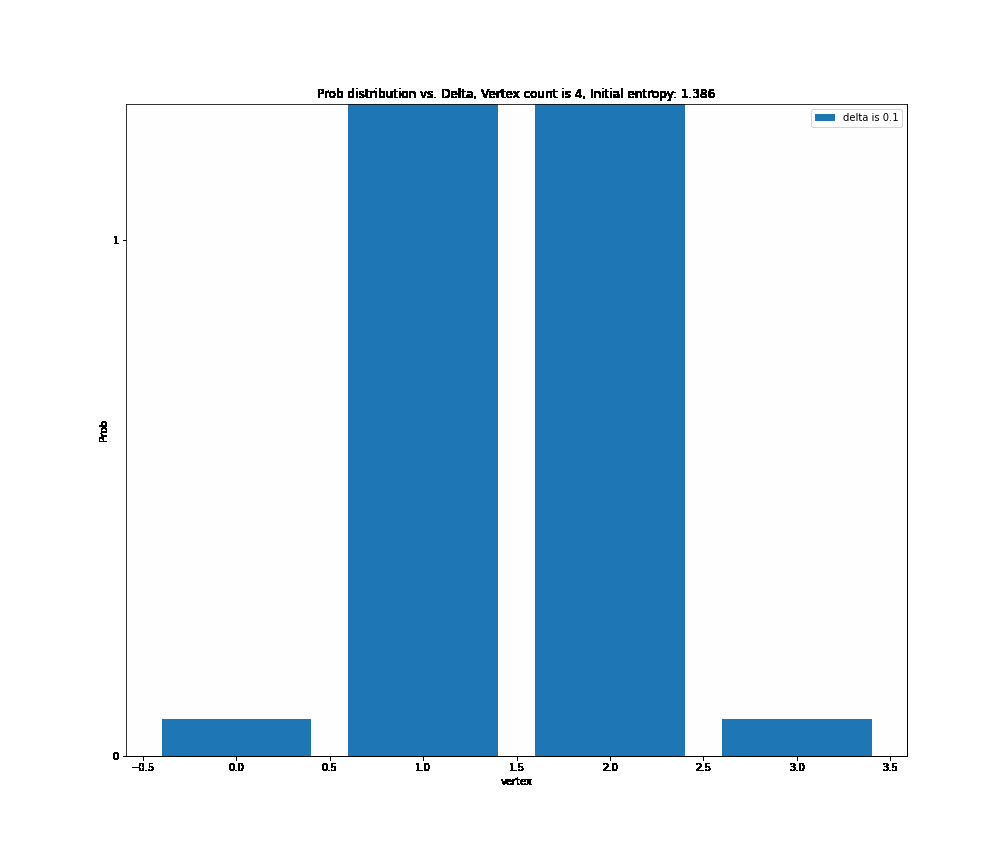 Prob distribution vs. Delta, Vertex count is 4, Initial entropy: 1.386
delta is 0.1
1
Prob
0
−0.5 0.0 0.5 1.0 1.5 2.0 2.5 3.0 3.5
vertex